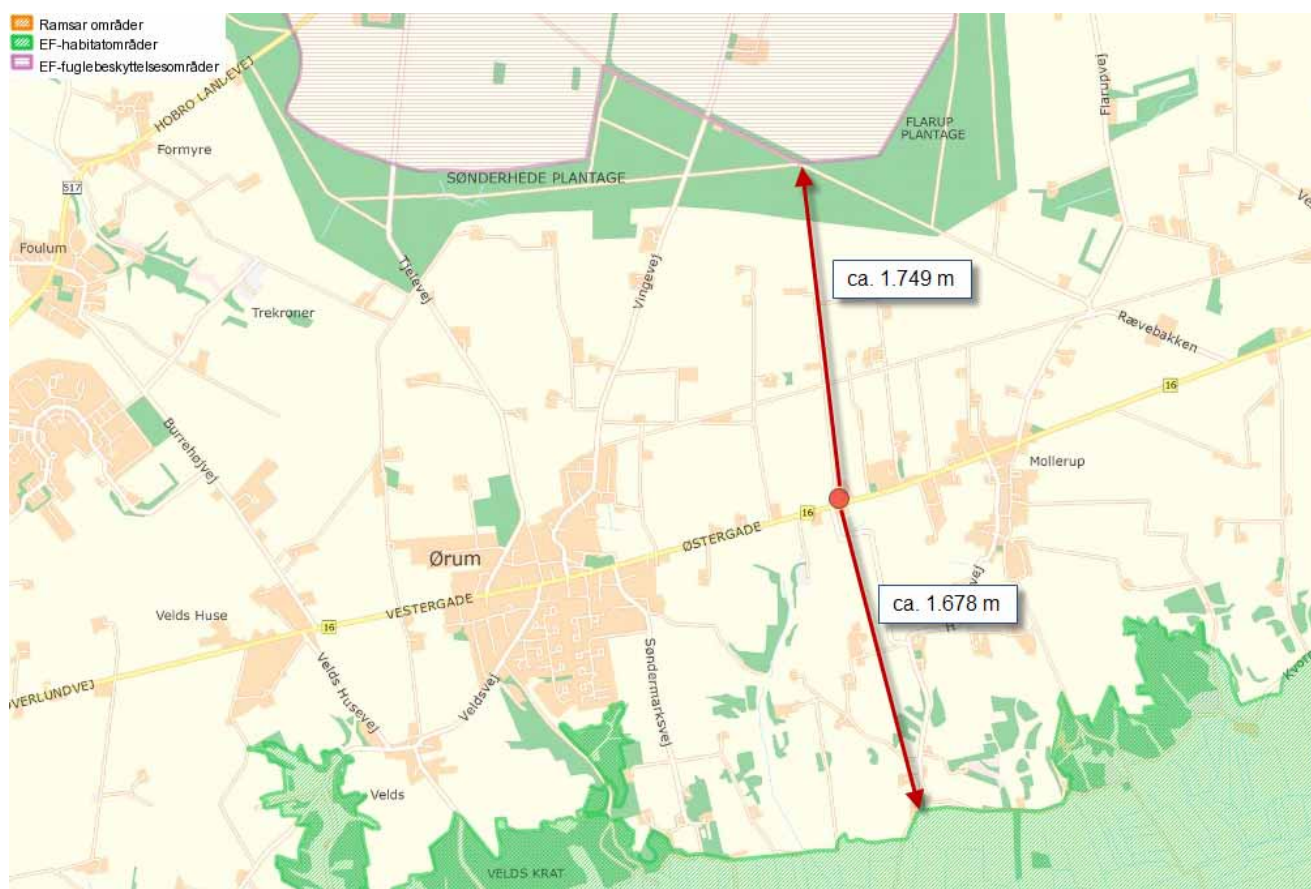 Ramsar områder
EF-habitatområder
EF-fuglebeskyttelsesområder
HOBRO LANDEVEJ
Formyre
517
Foulum
Trekroner
SØNDERHEDE PLANTAGE
FLARUP
PLANTAGE
Flarupvej
Tjelevej
Vingevej
ca. 1.749 m
Rævebakken
16
Burrehøjvej
Mollerup
16
ØSTERGADE
Ørum
VESTERGADE
ca. 1.678 m
Velds Huse
16
OVERLUNDVEJ
Velds Husevej
Veldsvej
Søndermarksvej
Velds
VELDS KRAT